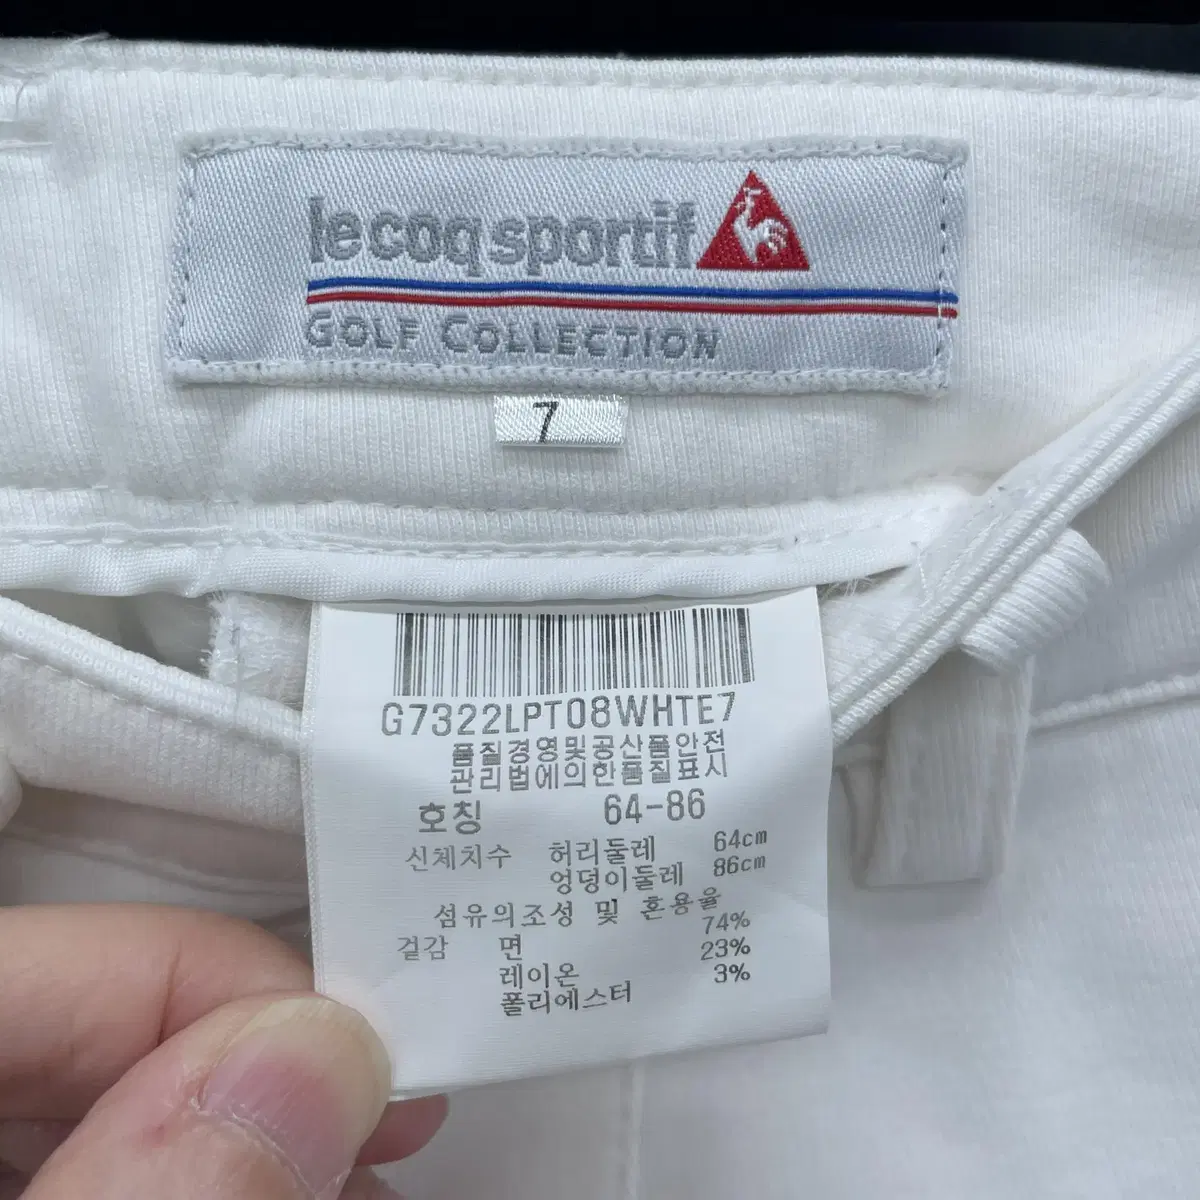 lecoqsportif
GOLF COLLECTION
7
G7322LPT08WHTE7
품질경영및공산품안전
관리법에의한품질표시
호칭 64-86
신체치수 허리둘레 64cm
엉덩이둘레 86cm
섬유의조성 및 혼용율
겉감 면 74%
레이온 23%
폴리에스터 3%